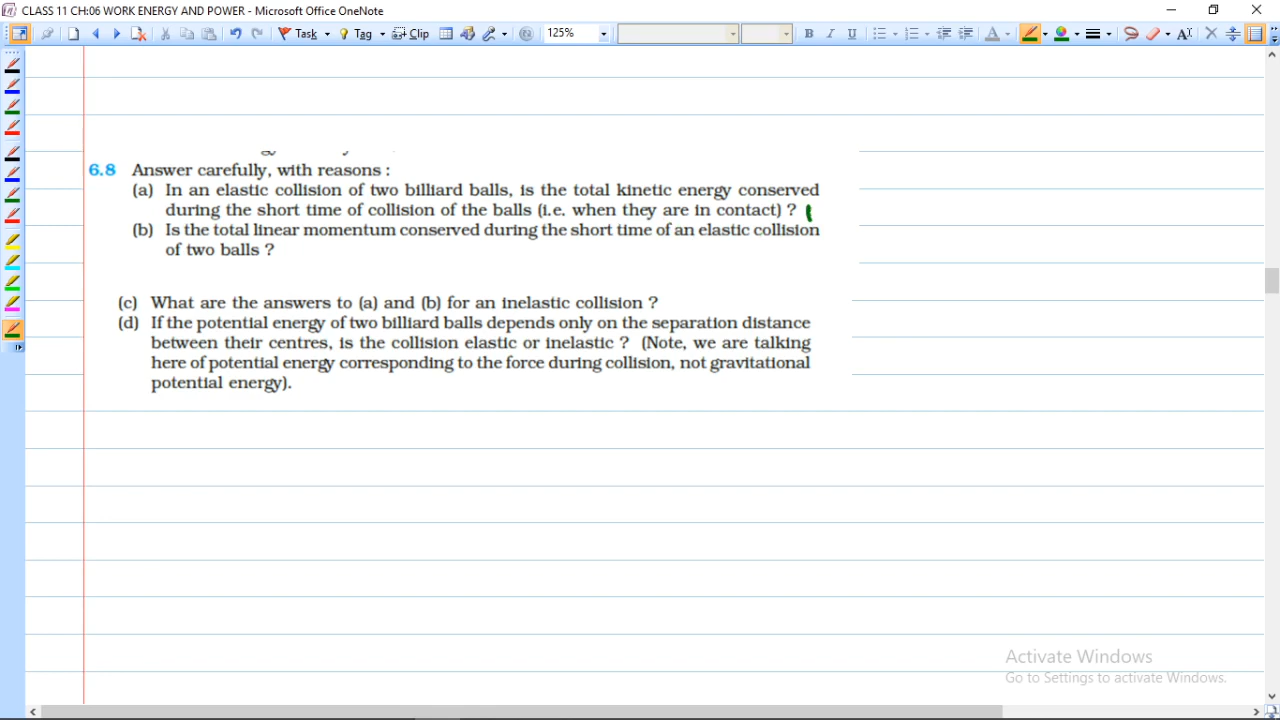 CLASS 11 CH:06 WORK ENERGY AND POWER - Microsoft Office OneNote
Task Tag Clip 125% B I U A
6.8 Answer carefully, with reasons :
(a) In an elastic collision of two billiard balls, is the total kinetic energy conserved
during the short time of collision of the balls (i.e. when they are in contact) ?
(b) Is the total linear momentum conserved during the short time of an elastic collision
of two balls ?
(c) What are the answers to (a) and (b) for an inelastic collision ?
(d) If the potential energy of two billiard balls depends only on the separation distance
between their centres, is the collision elastic or inelastic ? (Note, we are talking
here of potential energy corresponding to the force during collision, not gravitational
potential energy).
Activate Windows
Go to Settings to activate Windows.